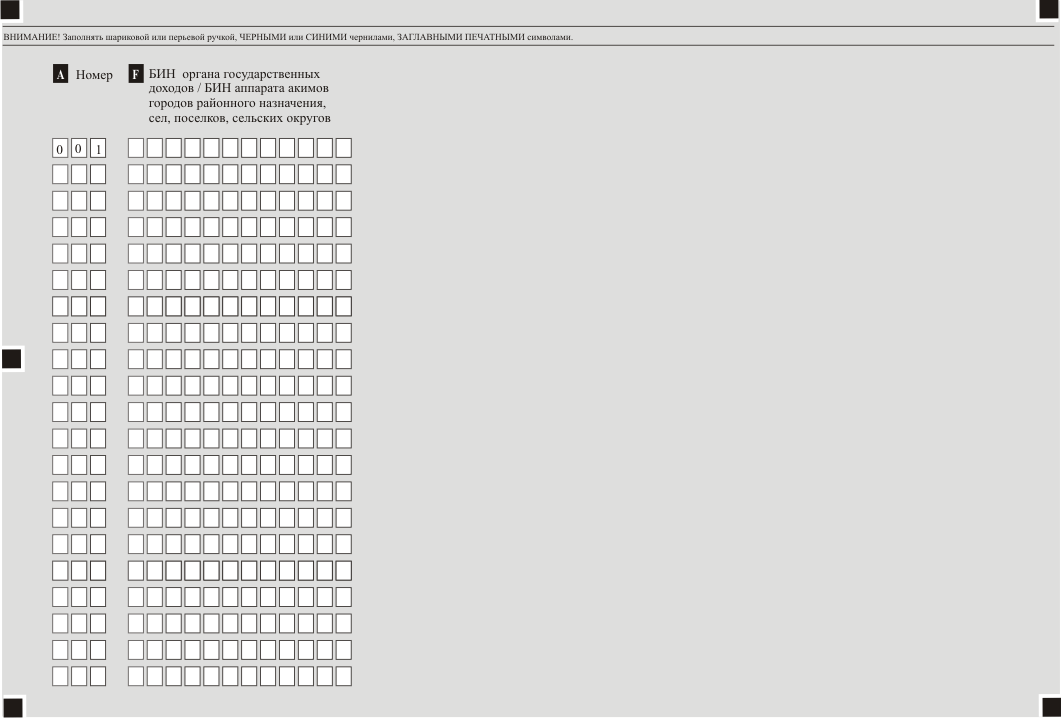 ВНИМАНИЕ! Заполнять шариковой или перьевой ручкой, ЧЕРНЫМИ или СИНИМИ чернилами, ЗАГЛАВНЫМИ ПЕЧАТНЫМИ символами.
A Номер
F БИН органа государственных
доходов / БИН аппарата акимов
городов районного назначения,
сел, поселков, сельских округов
0 0 1